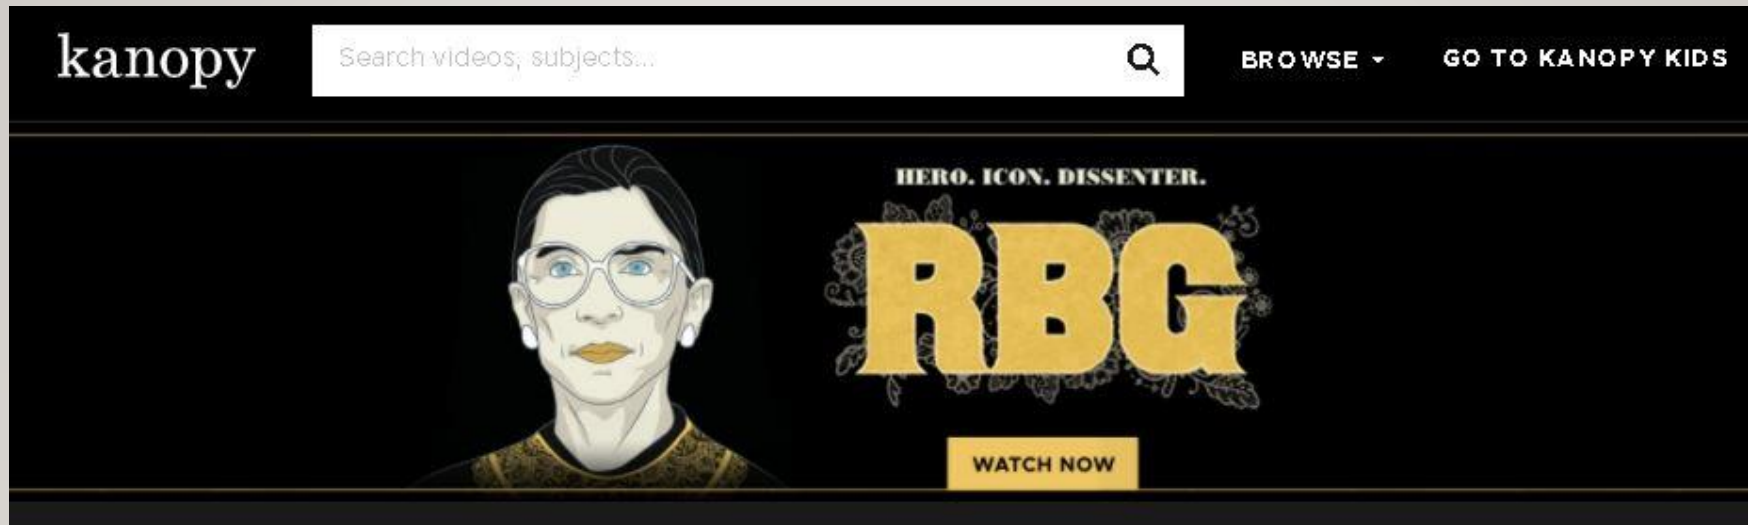 kanopy
Search videos, subjects...
BROWSE
GO TO KANOPY KIDS
HERO. ICON. DISSENTER.
RBG
WATCH NOW